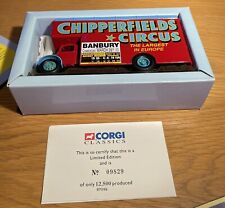 CHIPPERFIELDS
CIRCUS
THE LARGEST
IN EUROPE
BANBURY
CORGI
CLASSICS
This is to certify that this is a
Limited Edition
and is
Nº 09829
of only 12,500 produced